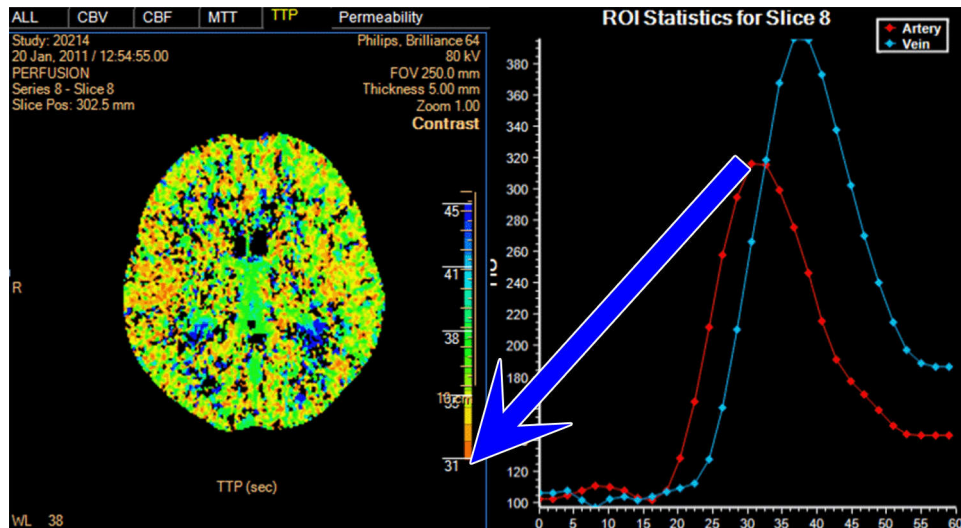 ALL CBV CBF MTT TTP Permeability
Study: 20214
20 Jan, 2011 / 12:54:55.00
PERFUSION
Series 8 - Slice 8
Slice Pos: 302.5 mm
Philips, Brilliance 64
80 kV
FOV 250.0 mm
Thickness 5.00 mm
Zoom 1.00
Contrast
R
45
41
38
31
TTP (sec)
WL 38
ROI Statistics for Slice 8
Artery
Vein
380
360
340
320
300
280
260
240
220
200
180
120
100
0 5 10 15 20 25 30 35 40 45 50 55 60